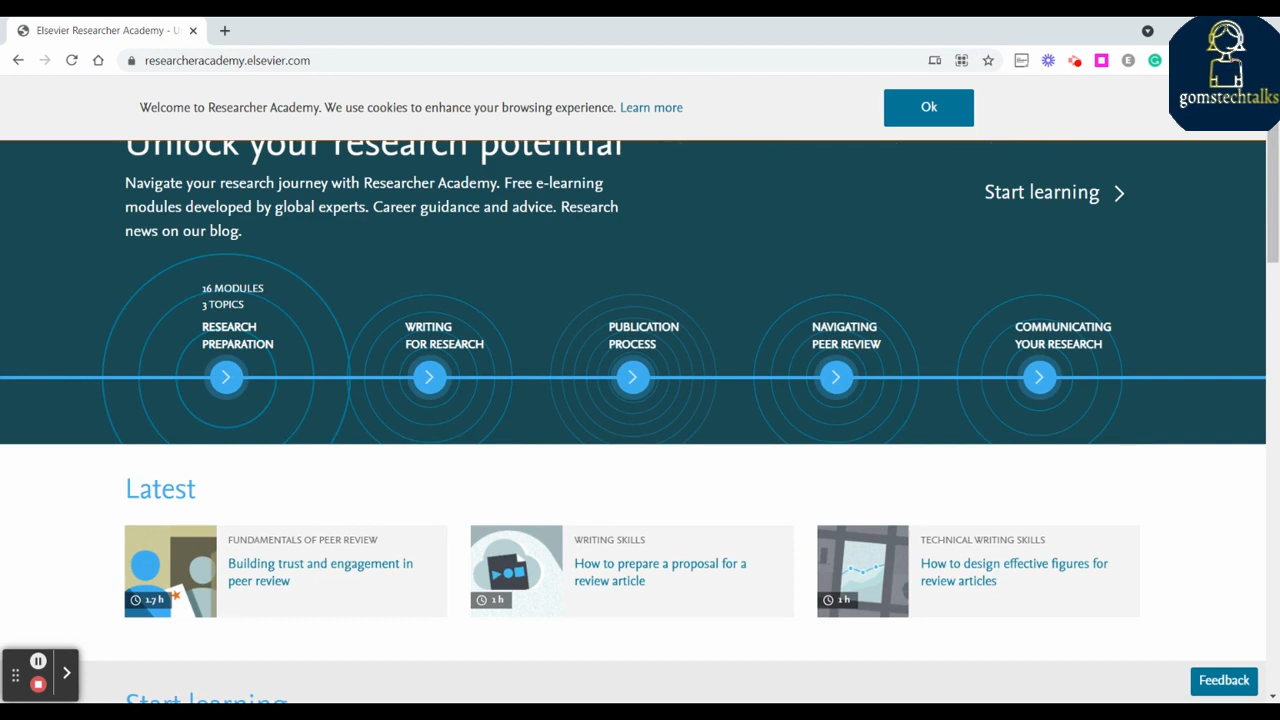 Elsevier Researcher Academy - U
researcheracademy.elsevier.com
gomstechtalks
Welcome to Researcher Academy. We use cookies to enhance your browsing experience. Learn more
Ok
Unlock your research potential
Navigate your research journey with Researcher Academy. Free e-learning
modules developed by global experts. Career guidance and advice. Research
news on our blog.
Start learning
16 MODULES
3 TOPICS
RESEARCH
PREPARATION
WRITING
FOR RESEARCH
PUBLICATION
PROCESS
NAVIGATING
PEER REVIEW
COMMUNICATING
YOUR RESEARCH
Latest
FUNDAMENTALS OF PEER REVIEW
Building trust and engagement in
peer review
1.7 h
WRITING SKILLS
How to prepare a proposal for a
review article
1 h
TECHNICAL WRITING SKILLS
How to design effective figures for
review articles
1 h
Start learning
Feedback